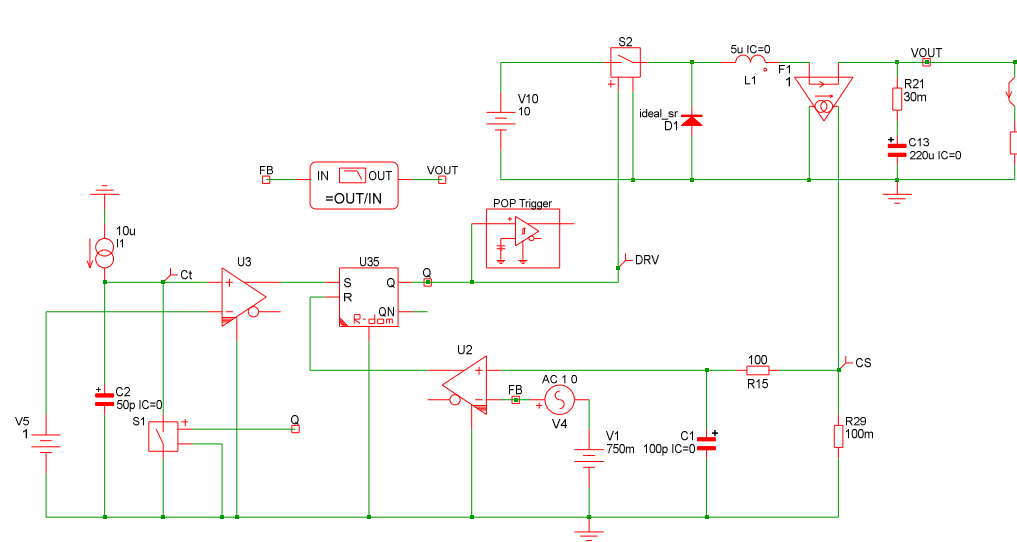 S2
5u IC=0
L1
F1
1
VOUT
R21
30m
V10
10
ideal_sr
D1
C13
220u IC=0
FB
IN
OUT
=OUT/IN
VOUT
POP Trigger
10u
I1
Ct
U3
U35
S
Q
R
QN
R-dom
Q
DRV
U2
100
R15
CS
FB
AC 1 0
V4
C2
50p IC=0
V5
1
S1
Q
V1
750m
C1
100p IC=0
R29
100m